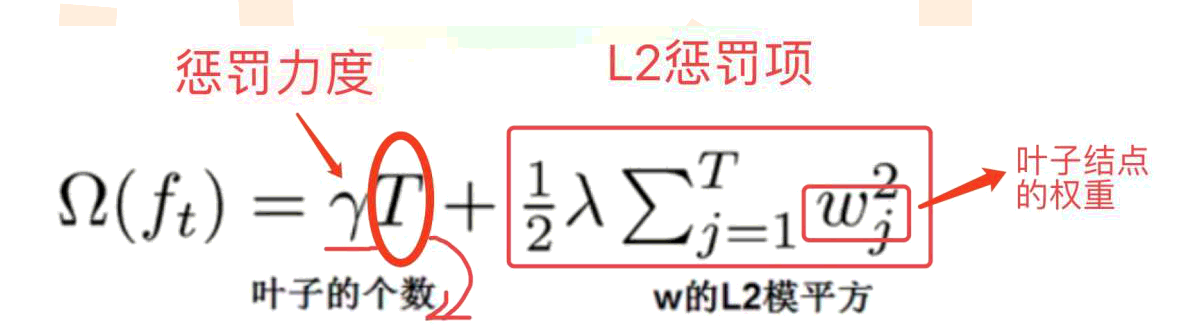 惩罚力度
L2惩罚项
Ω(f_t) = γT + ½λ∑_{j=1}^{T} w_j^2
叶子结点
的权重
叶子的个数
w的L2模平方